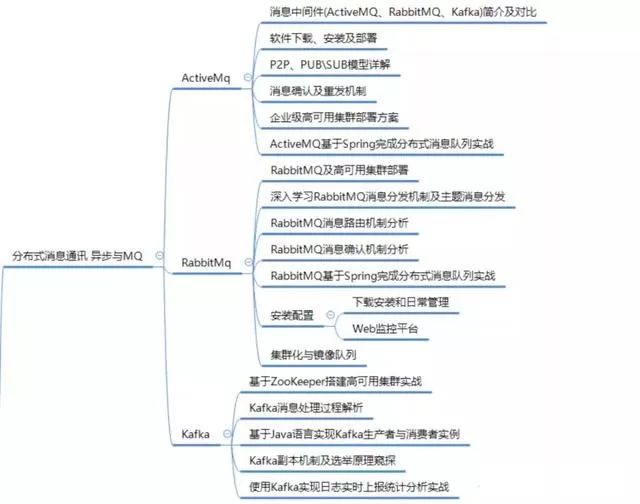 分布式消息通讯 异步与MQ
ActiveMq
消息中间件(ActiveMQ、RabbitMQ、Kafka)简介及对比
软件下载、安装及部署
P2P、PUB\SUB模型详解
消息确认及重发机制
企业级高可用集群部署方案
ActiveMQ基于Spring完成分布式消息队列实战
RabbitMq
RabbitMQ及高可用集群部署
深入学习RabbitMQ消息分发机制及主题消息分发
RabbitMQ消息路由机制分析
RabbitMQ消息确认机制分析
RabbitMQ基于Spring完成分布式消息队列实战
安装配置
下载安装和日常管理
Web监控平台
集群化与镜像队列
Kafka
基于ZooKeeper搭建高可用集群实战
Kafka消息处理过程解析
基于Java语言实现Kafka生产者与消费者实例
Kafka副本机制及选举原理窥探
使用Kafka实现日志实时上报统计分析实战